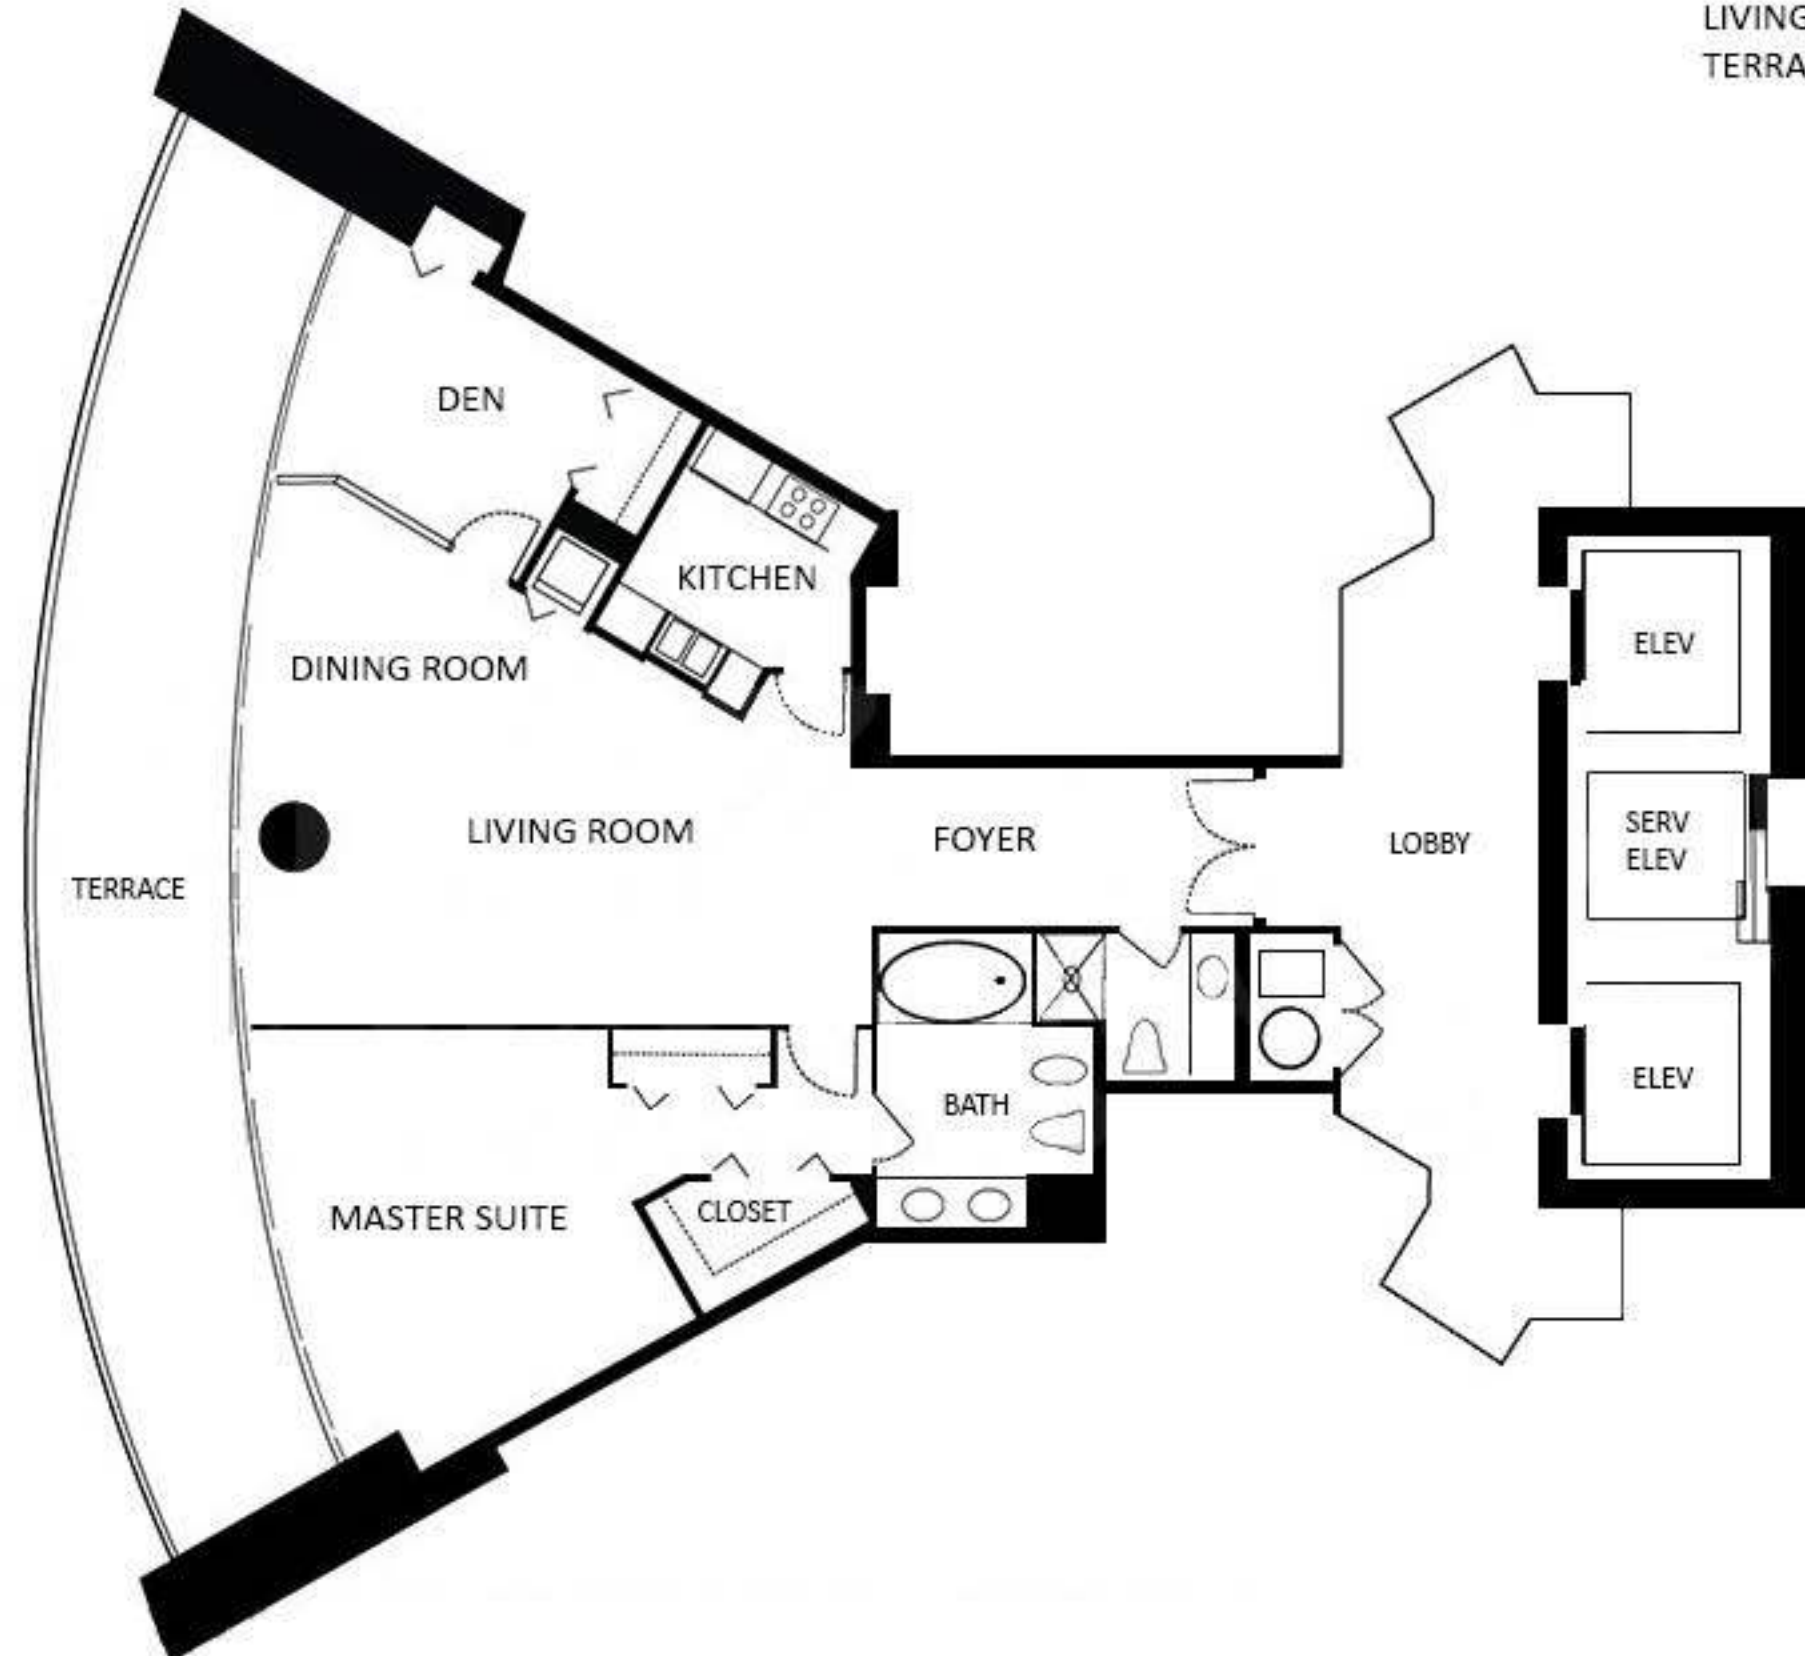 LIVING
TERRA
DEN
KITCHEN
DINING ROOM
ELEV
LIVING ROOM
FOYER
LOBBY
SERV
ELEV
TERRACE
BATH
ELEV
MASTER SUITE
CLOSET